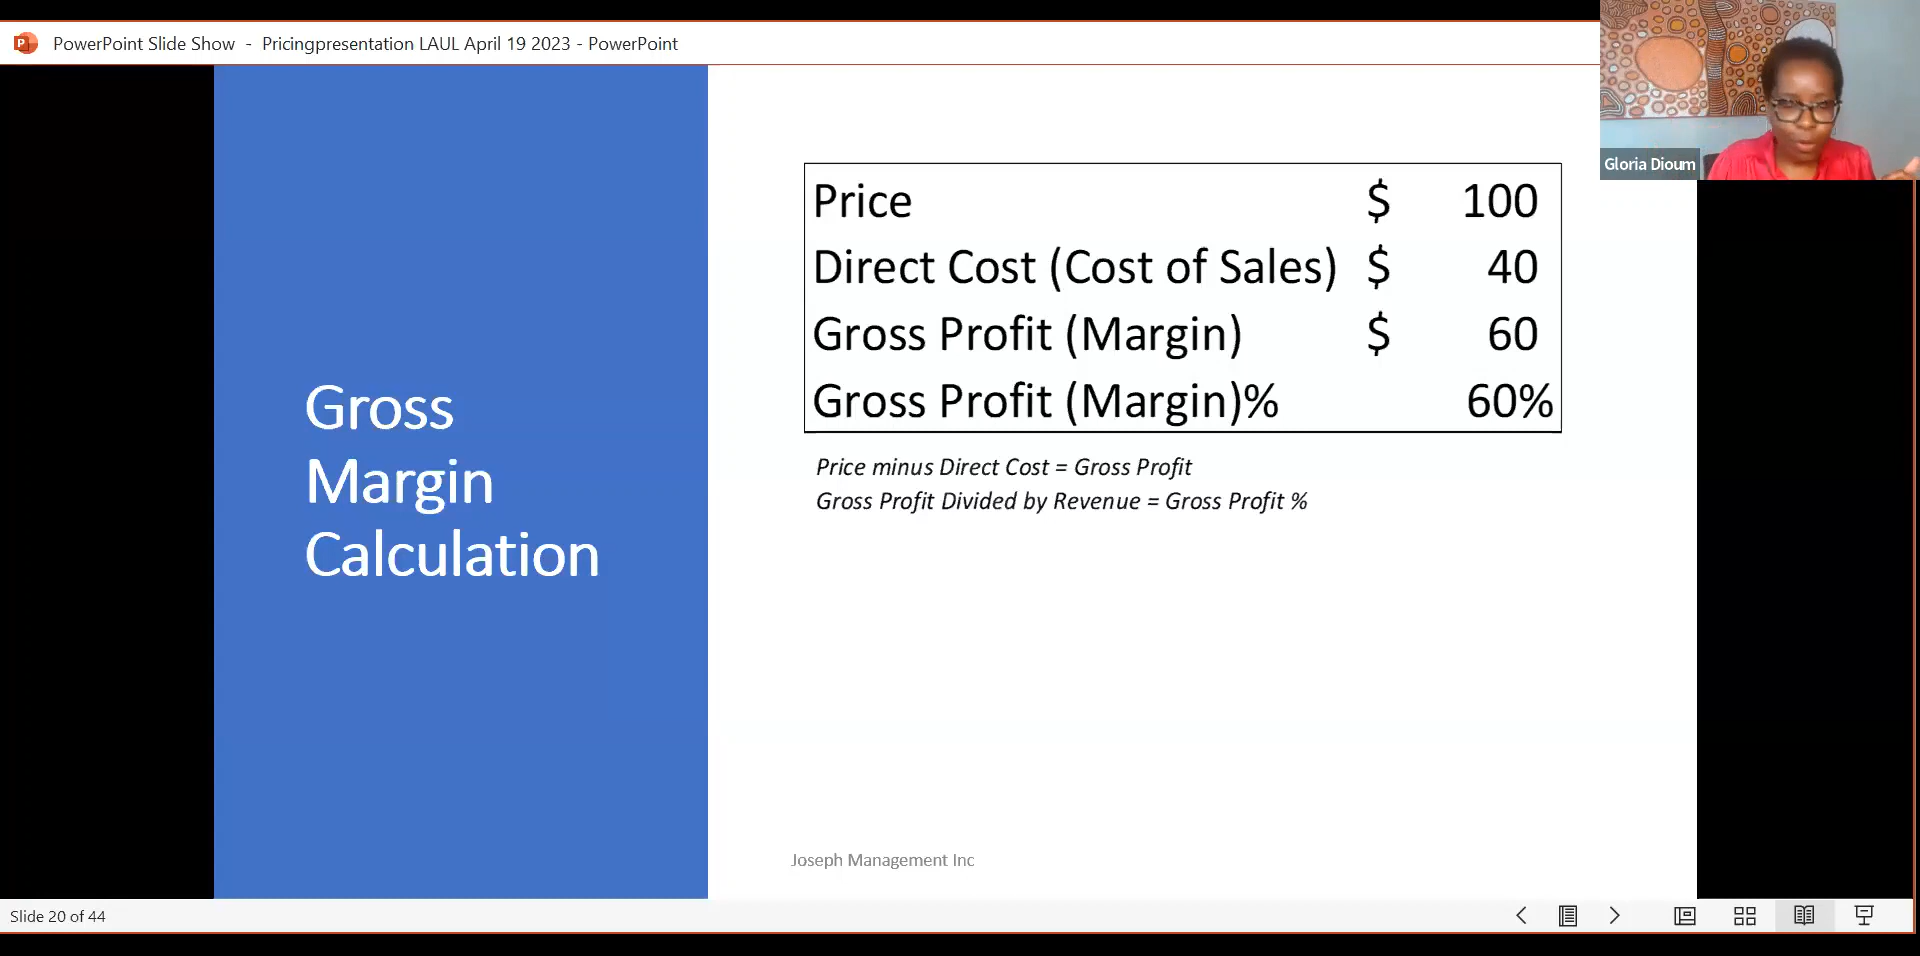 PowerPoint Slide Show - Pricingpresentation LAUL April 19 2023 - PowerPoint
Gloria Dioum
Gross
Margin
Calculation
Price $ 100
Direct Cost (Cost of Sales) $ 40
Gross Profit (Margin) $ 60
Gross Profit (Margin)% 60%
Price minus Direct Cost = Gross Profit
Gross Profit Divided by Revenue = Gross Profit %
Joseph Management Inc
Slide 20 of 44